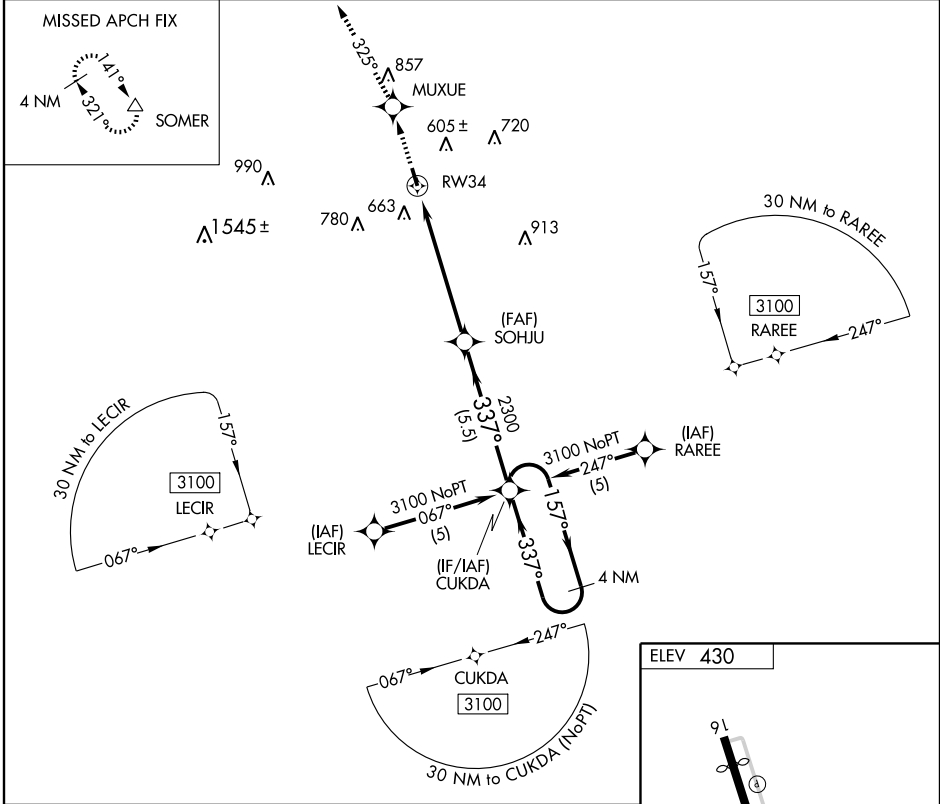 MISSED APCH FIX
141°
4 NM
321°
SOMER
325°
857
MUXUE
605 ±
720
990
RW34
663
780
1545 ±
913
30 NM to RAREE
157°
3100
RAREE
247°
(FAF)
SOHJU
2300
337°
(5.5)
30 NM to LECIR
157°
3100
LECIR
067°
3100 NoPT
247°
(5)
(IAF)
RAREE
3100 NoPT
067°
(5)
(IAF)
LECIR
157°
337°
(IF/IAF)
CUKDA
4 NM
067°
247°
CUKDA
3100
30 NM to CUKDA (NoPT)
ELEV 430
16
P